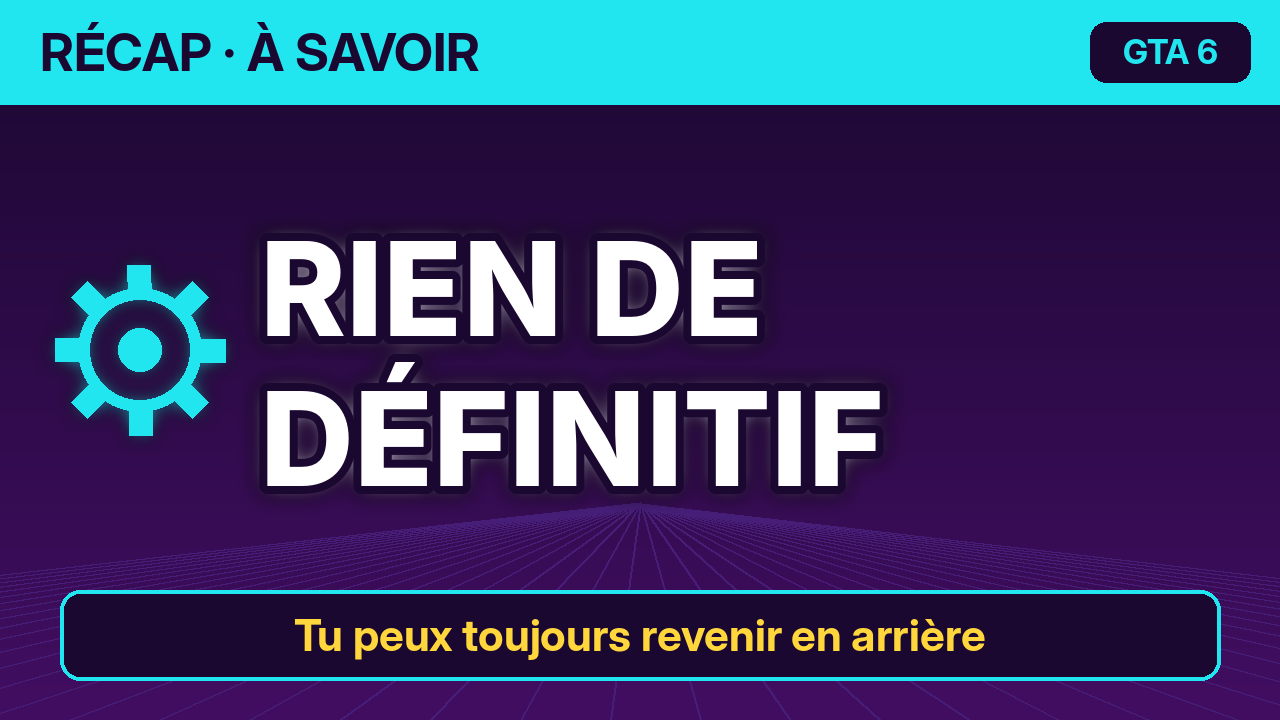 RÉCAP · À SAVOIR
GTA 6
RIEN DE
DÉFINITIF
Tu peux toujours revenir en arrière